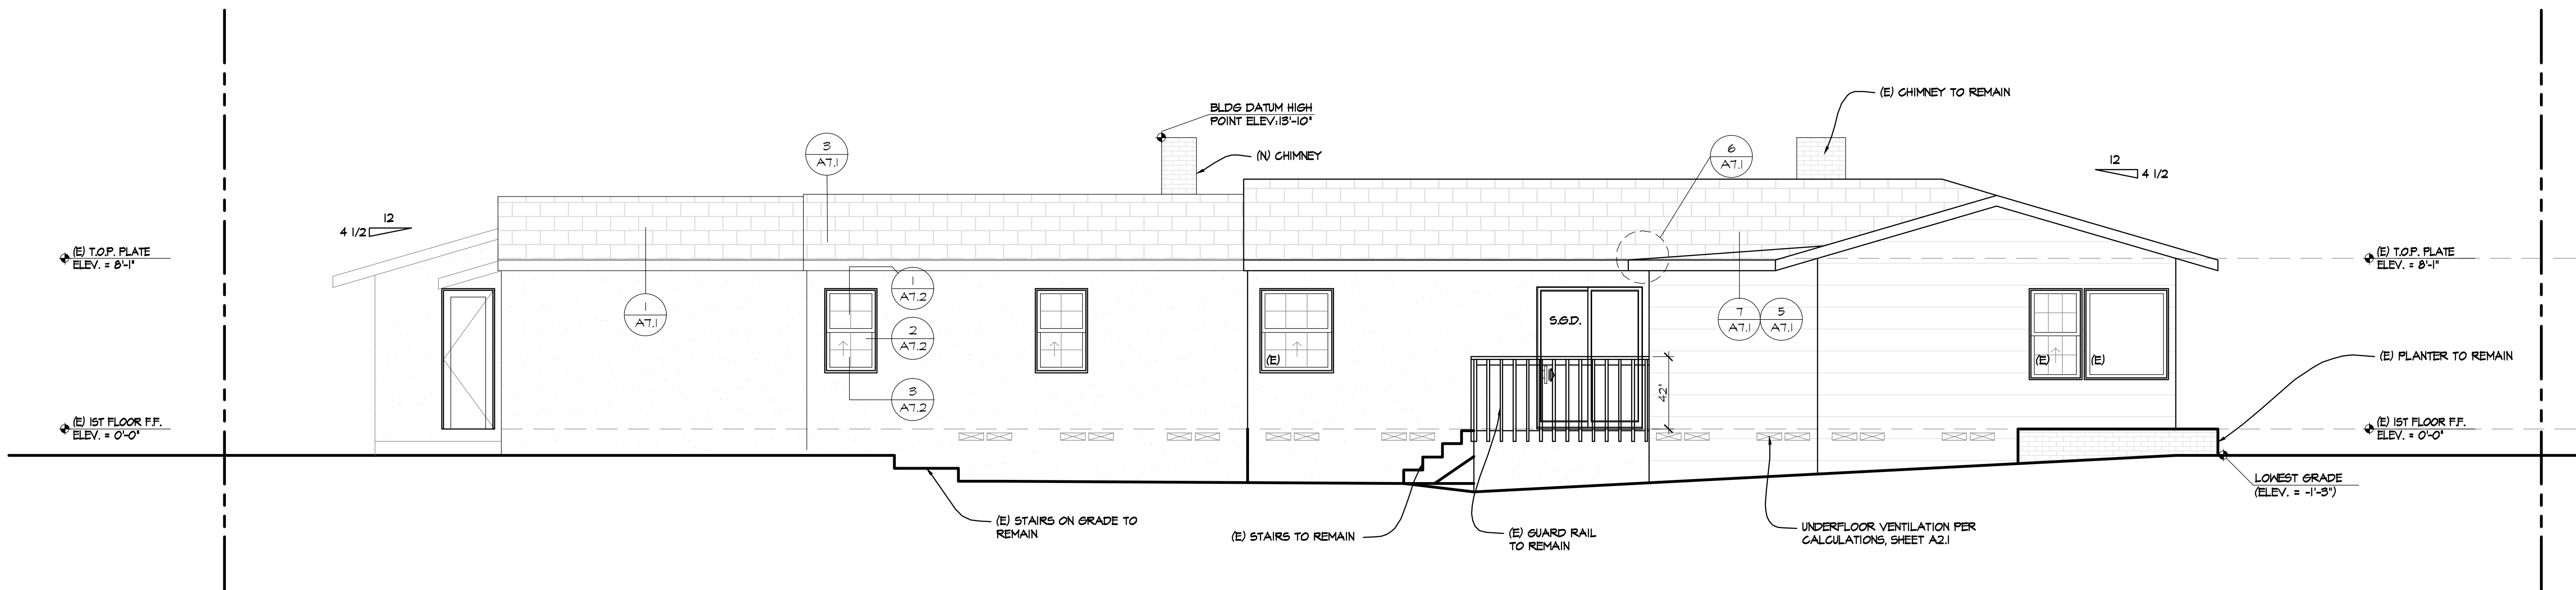 (E) CHIMNEY TO REMAIN
BLDG DATUM HIGH
POINT ELEV:13'-10"
(N) CHIMNEY
3
A7.1
6
A7.1
12
4 1/2
12
4 1/2
(E) T.O.P. PLATE
ELEV. = 8'-1"
(E) T.O.P. PLATE
ELEV. = 8'-1"
1
A7.1
1
A7.2
2
A7.2
3
A7.2
S.G.D.
7
A7.1
5
A7.1
(E)
(E)
(E)
42"
(E) PLANTER TO REMAIN
(E) 1ST FLOOR F.F.
ELEV. = 0'-0"
(E) 1ST FLOOR F.F.
ELEV. = 0'-0"
LOWEST GRADE
(ELEV. = -1'-3")
(E) STAIRS ON GRADE TO
REMAIN
(E) STAIRS TO REMAIN
(E) GUARD RAIL
TO REMAIN
UNDERFLOOR VENTILATION PER
CALCULATIONS, SHEET A2.1